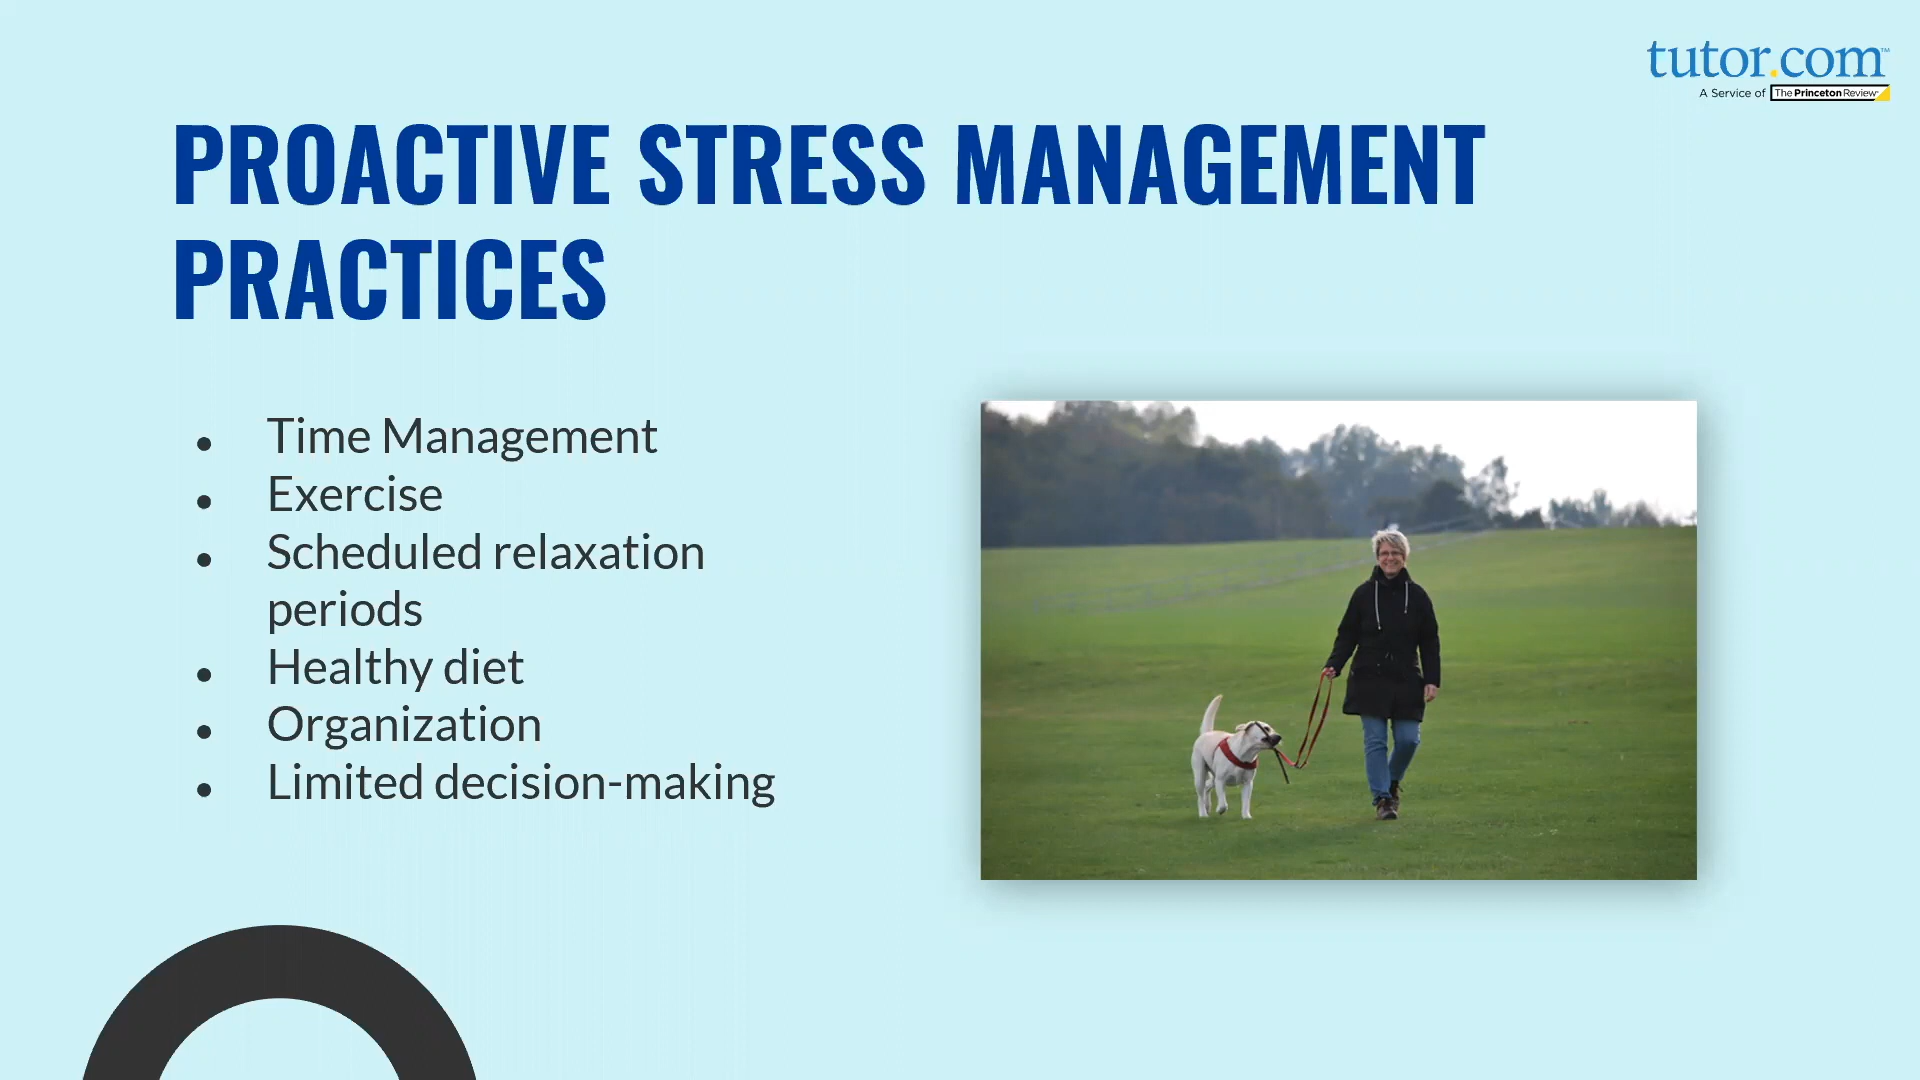 tutor.com™
A Service of The Princeton Review
PROACTIVE STRESS MANAGEMENT
PRACTICES
• Time Management
• Exercise
• Scheduled relaxation
periods
• Healthy diet
• Organization
• Limited decision-making